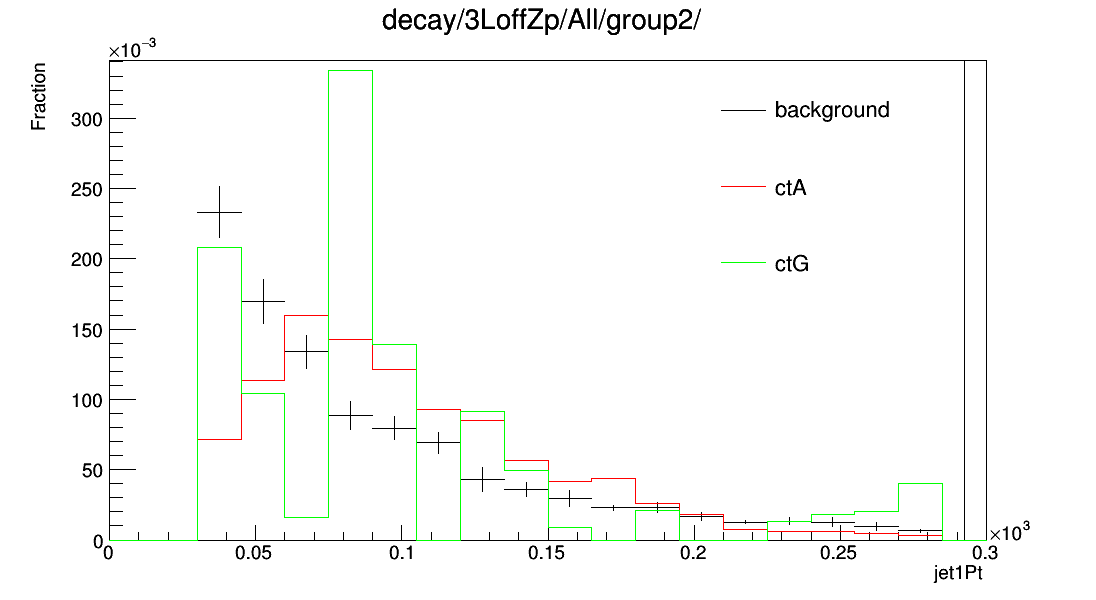 decay/3LoffZp/All/group2/
×10⁻³
Fraction
300
250
200
150
100
50
0
background
ctA
ctG
0 0.05 0.1 0.15 0.2 0.25 0.3
×10³
jet1Pt